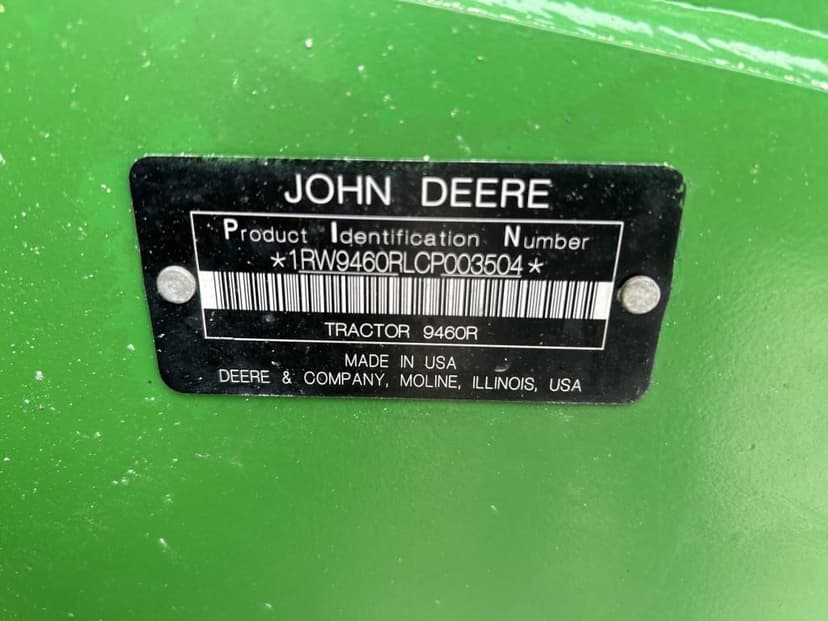 JOHN DEERE
Product Identification Number
*1RW9460RLCP003504*
TRACTOR 9460R
MADE IN USA
DEERE & COMPANY, MOLINE, ILLINOIS, USA